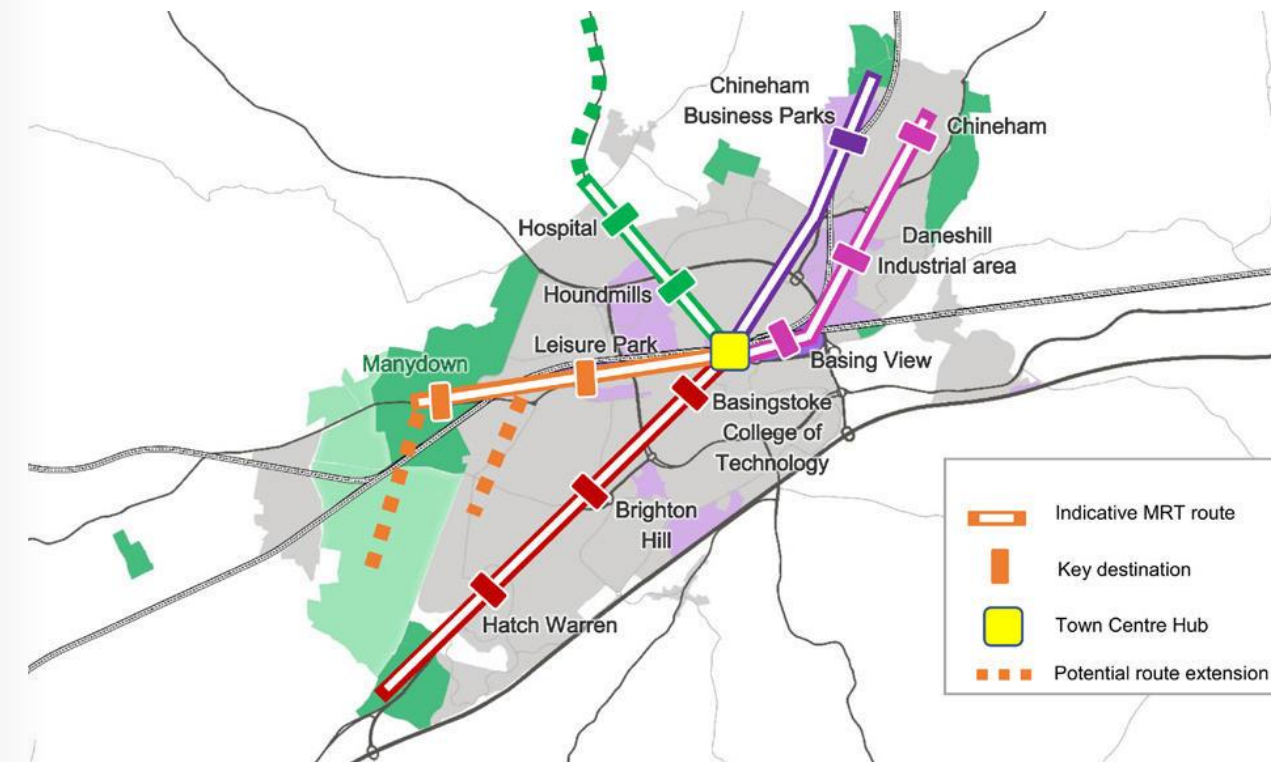 Chineham
Business Parks
Chineham
Hospital
Daneshill
Industrial area
Houndmills
Leisure Park
Manydown
Basing View
Basingstoke
College of
Technology
Brighton
Hill
Hatch Warren
Indicative MRT route
Key destination
Town Centre Hub
Potential route extension